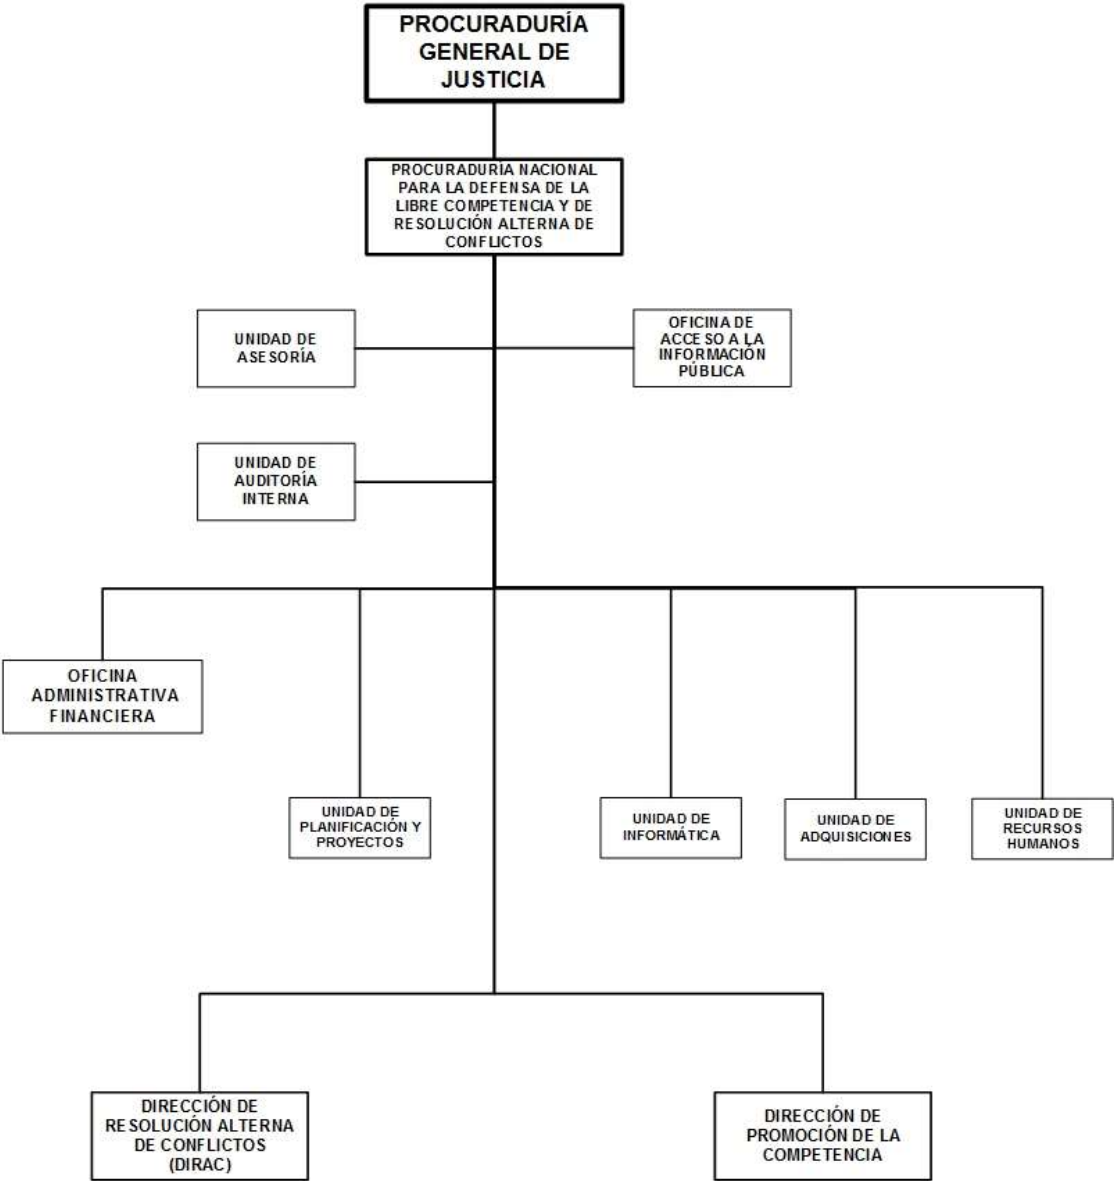 PROCURADURÍA
GENERAL DE
JUSTICIA
PROCURADURÍA NACIONAL
PARA LA DEFENSA DE LA
LIBRE COMPETENCIA Y DE
RESOLUCIÓN ALTERNA DE
CONFLICTOS
UNIDAD DE
ASESORÍA
OFICINA DE
ACCESO A LA
INFORMACIÓN
PÚBLICA
UNIDAD DE
AUDITORÍA
INTERNA
OFICINA
ADMINISTRATIVA
FINANCIERA
UNIDAD DE
PLANIFICACIÓN Y
PROYECTOS
UNIDAD DE
INFORMÁTICA
UNIDAD DE
ADQUISICIONES
UNIDAD DE
RECURSOS
HUMANOS
DIRECCIÓN DE
RESOLUCIÓN ALTERNA
DE CONFLICTOS
(DIRAC)
DIRECCIÓN DE
PROMOCIÓN DE LA
COMPETENCIA